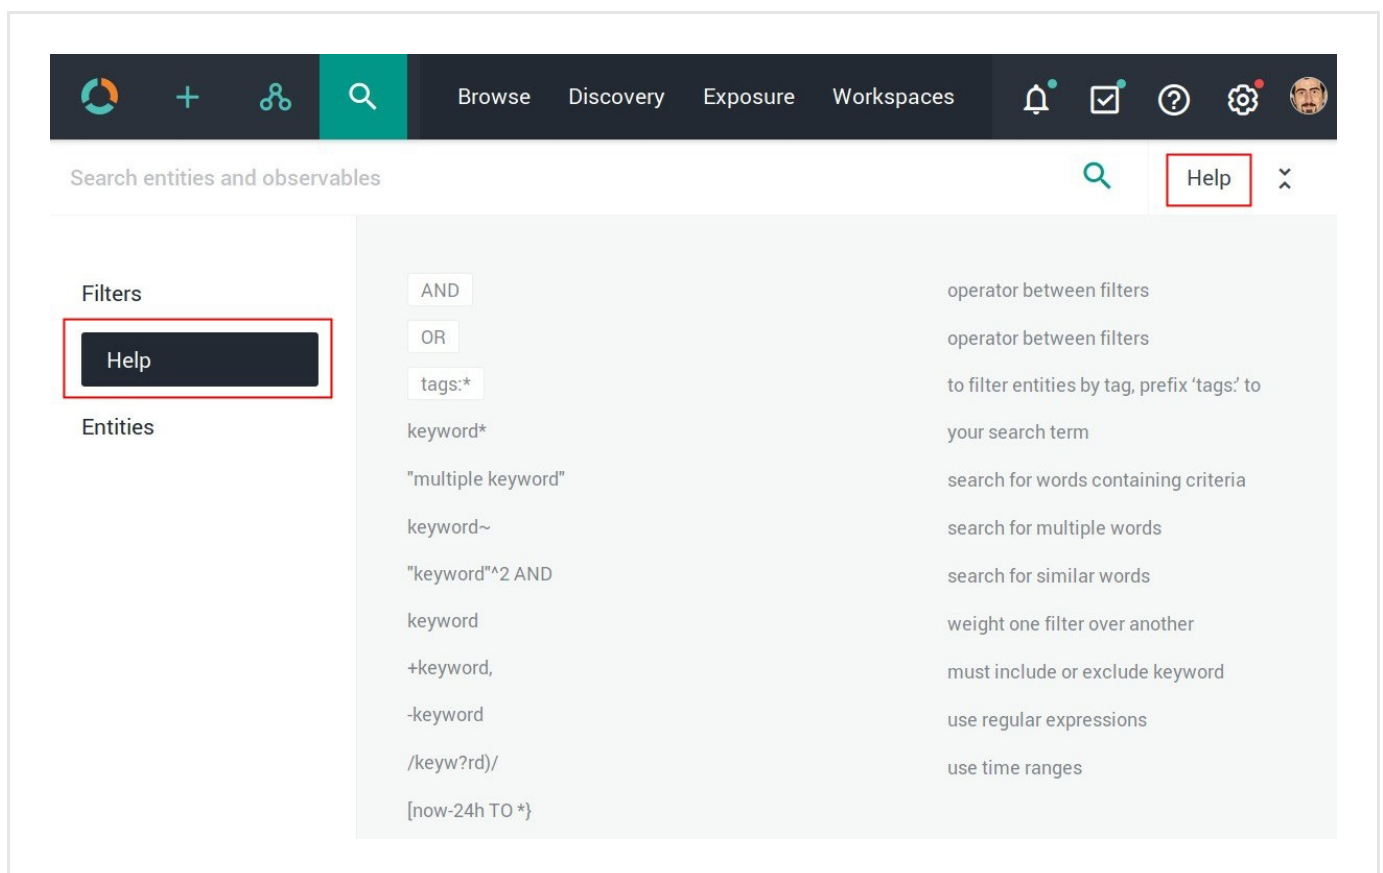 Browse Discovery Exposure Workspaces
Search entities and observables Help
Filters
Help
Entities
AND operator between filters
OR operator between filters
tags:* to filter entities by tag, prefix ‘tags:’ to
keyword* your search term
"multiple keyword" search for words containing criteria
keyword~ search for multiple words
"keyword"^2 AND search for similar words
keyword weight one filter over another
+keyword, must include or exclude keyword
-keyword use regular expressions
/keyw?rd)/ use time ranges
[now-24h TO *}